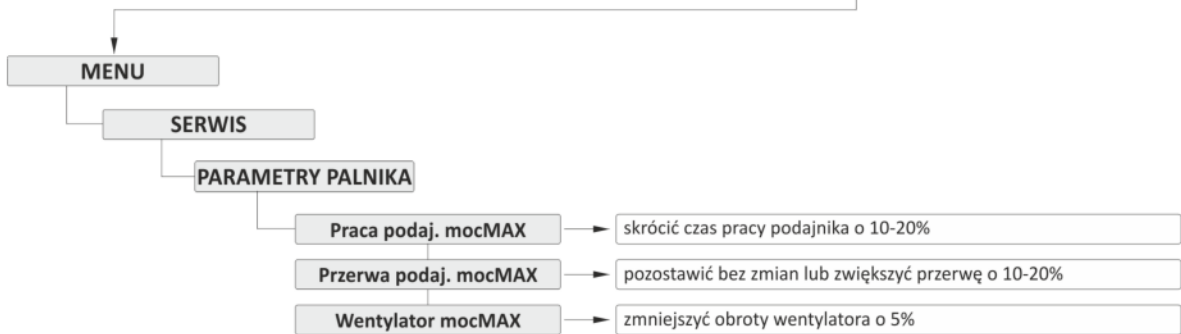 MENU
SERWIS
PARAMETRY PALNIKA
Praca podaj. mocMAX
skrócić czas pracy podajnika o 10-20%
Przerwa podaj. mocMAX
pozostawić bez zmian lub zwiększyć przerwę o 10-20%
Wentylator mocMAX
zmniejszyć obroty wentylatora o 5%